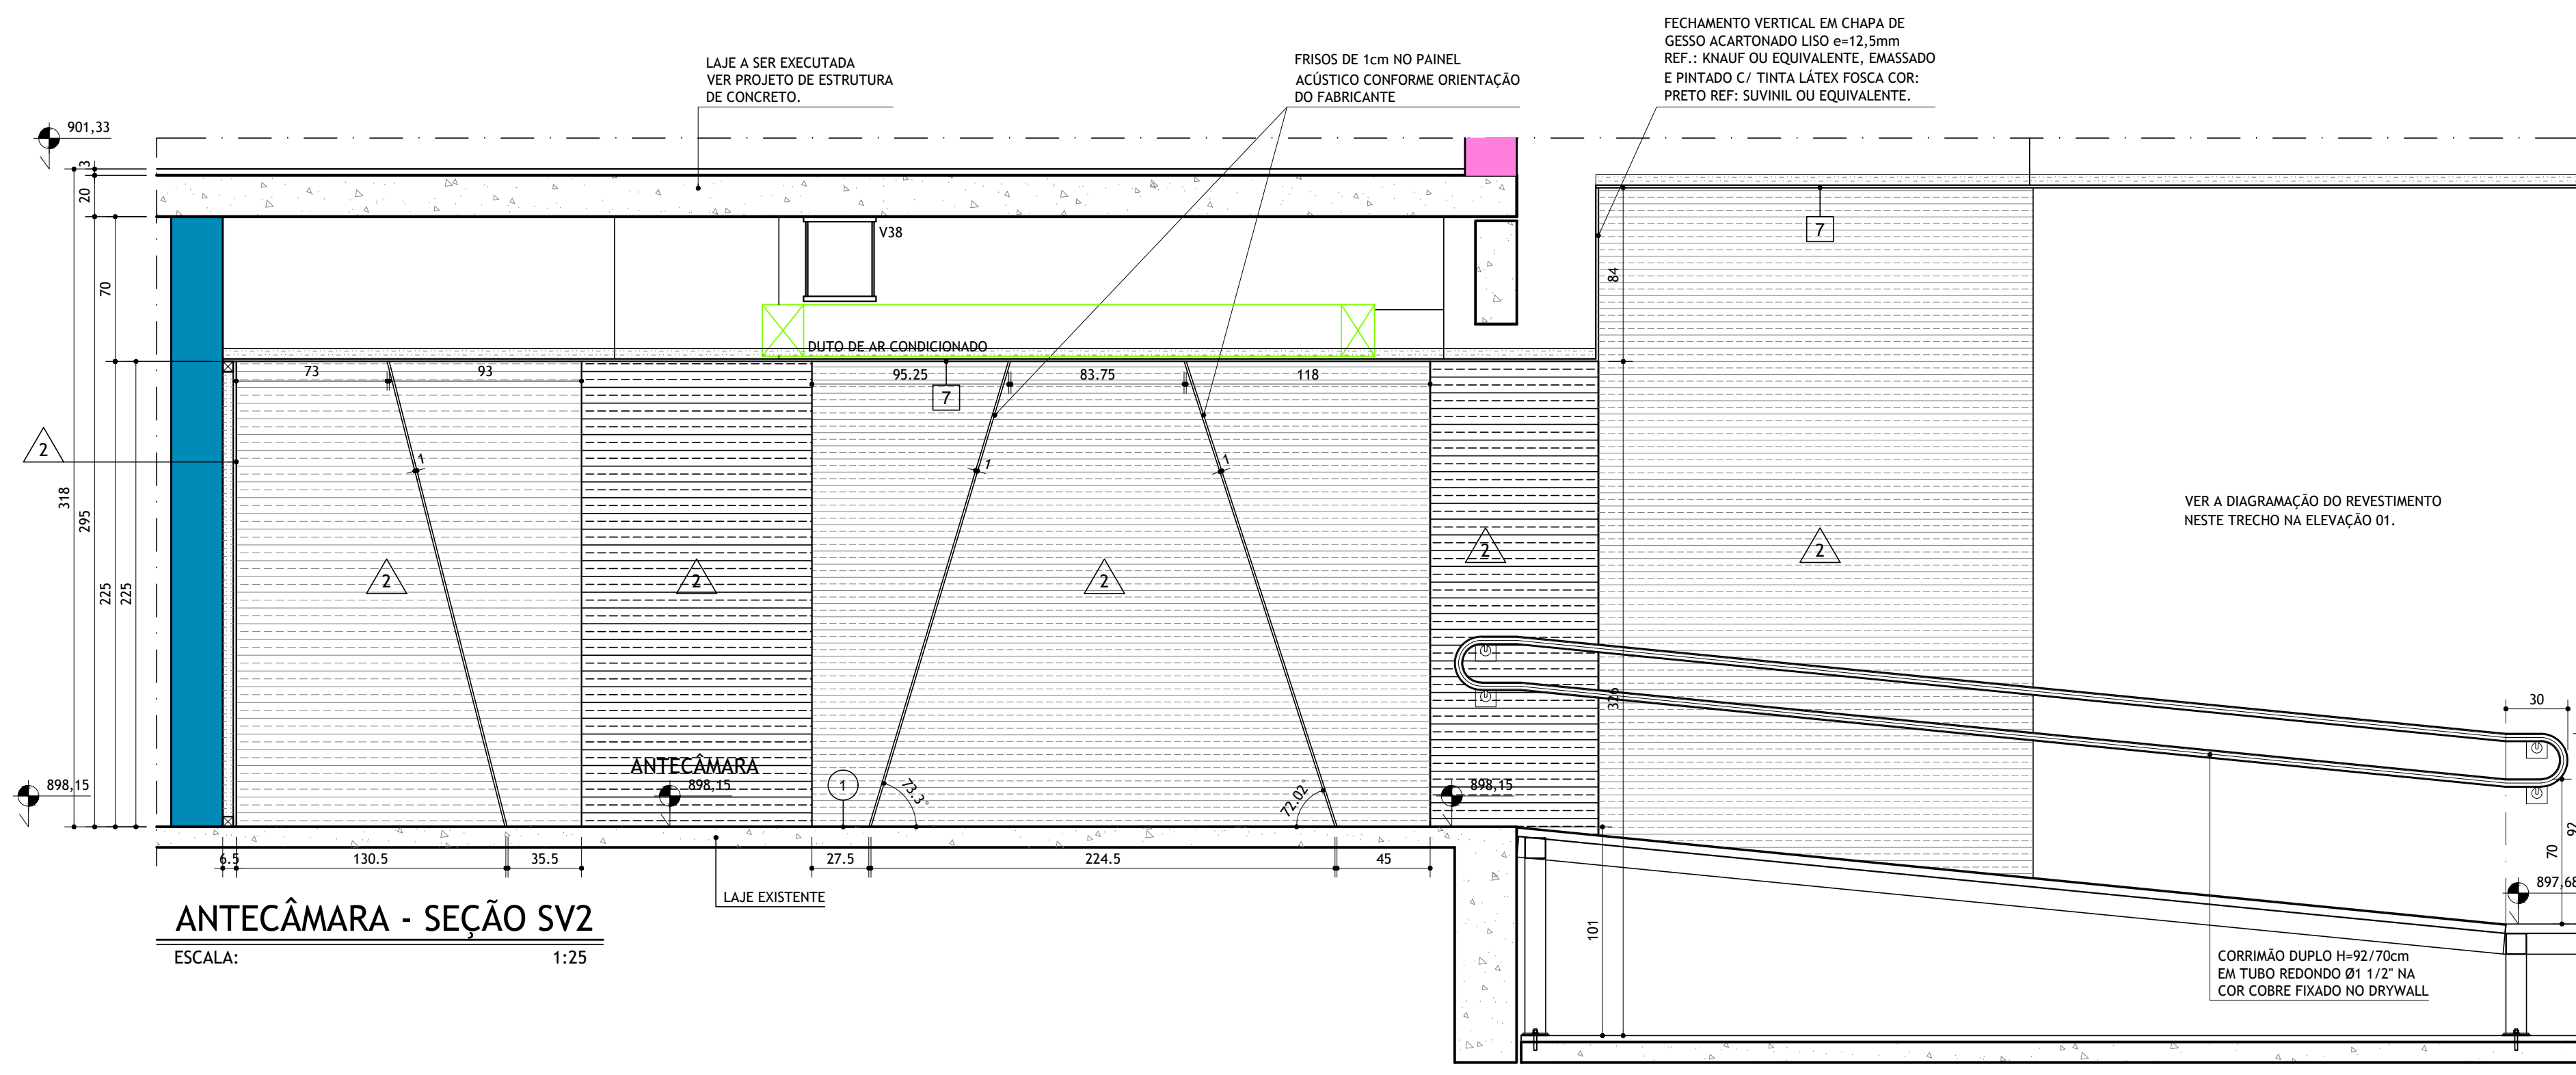 FECHAMENTO VERTICAL EM CHAPA DE
GESSO ACARTONADO LISO e=12,5mm
REF.: KNAUF OU EQUIVALENTE, EMASSADO
E PINTADO C/ TINTA LÁTEX FOSCA COR:
PRETO REF: SUVINIL OU EQUIVALENTE.
FRISOS DE 1cm NO PAINEL
ACÚSTICO CONFORME ORIENTAÇÃO
DO FABRICANTE
LAJE A SER EXECUTADA
VER PROJETO DE ESTRUTURA
DE CONCRETO.
901,33
3
20
70
V38
7
84
DUTO DE AR CONDICIONADO
73
93
95.25
7
83.75
118
2
1
1
1
318
295
225
225
VER A DIAGRAMAÇÃO DO REVESTIMENTO
NESTE TRECHO NA ELEVAÇÃO 01.
2
2
2
2
2
326
30
ANTECÂMARA
898,15
898,15
1
73.3°
72.02°
898,15
92
70
6.5
130.5
35.5
27.5
224.5
45
897,68
LAJE EXISTENTE
101
ANTECÂMARA - SEÇÃO SV2
ESCALA:
1:25
CORRIMÃO DUPLO H=92/70cm
EM TUBO REDONDO Ø1 1/2" NA
COR COBRE FIXADO NO DRYWALL